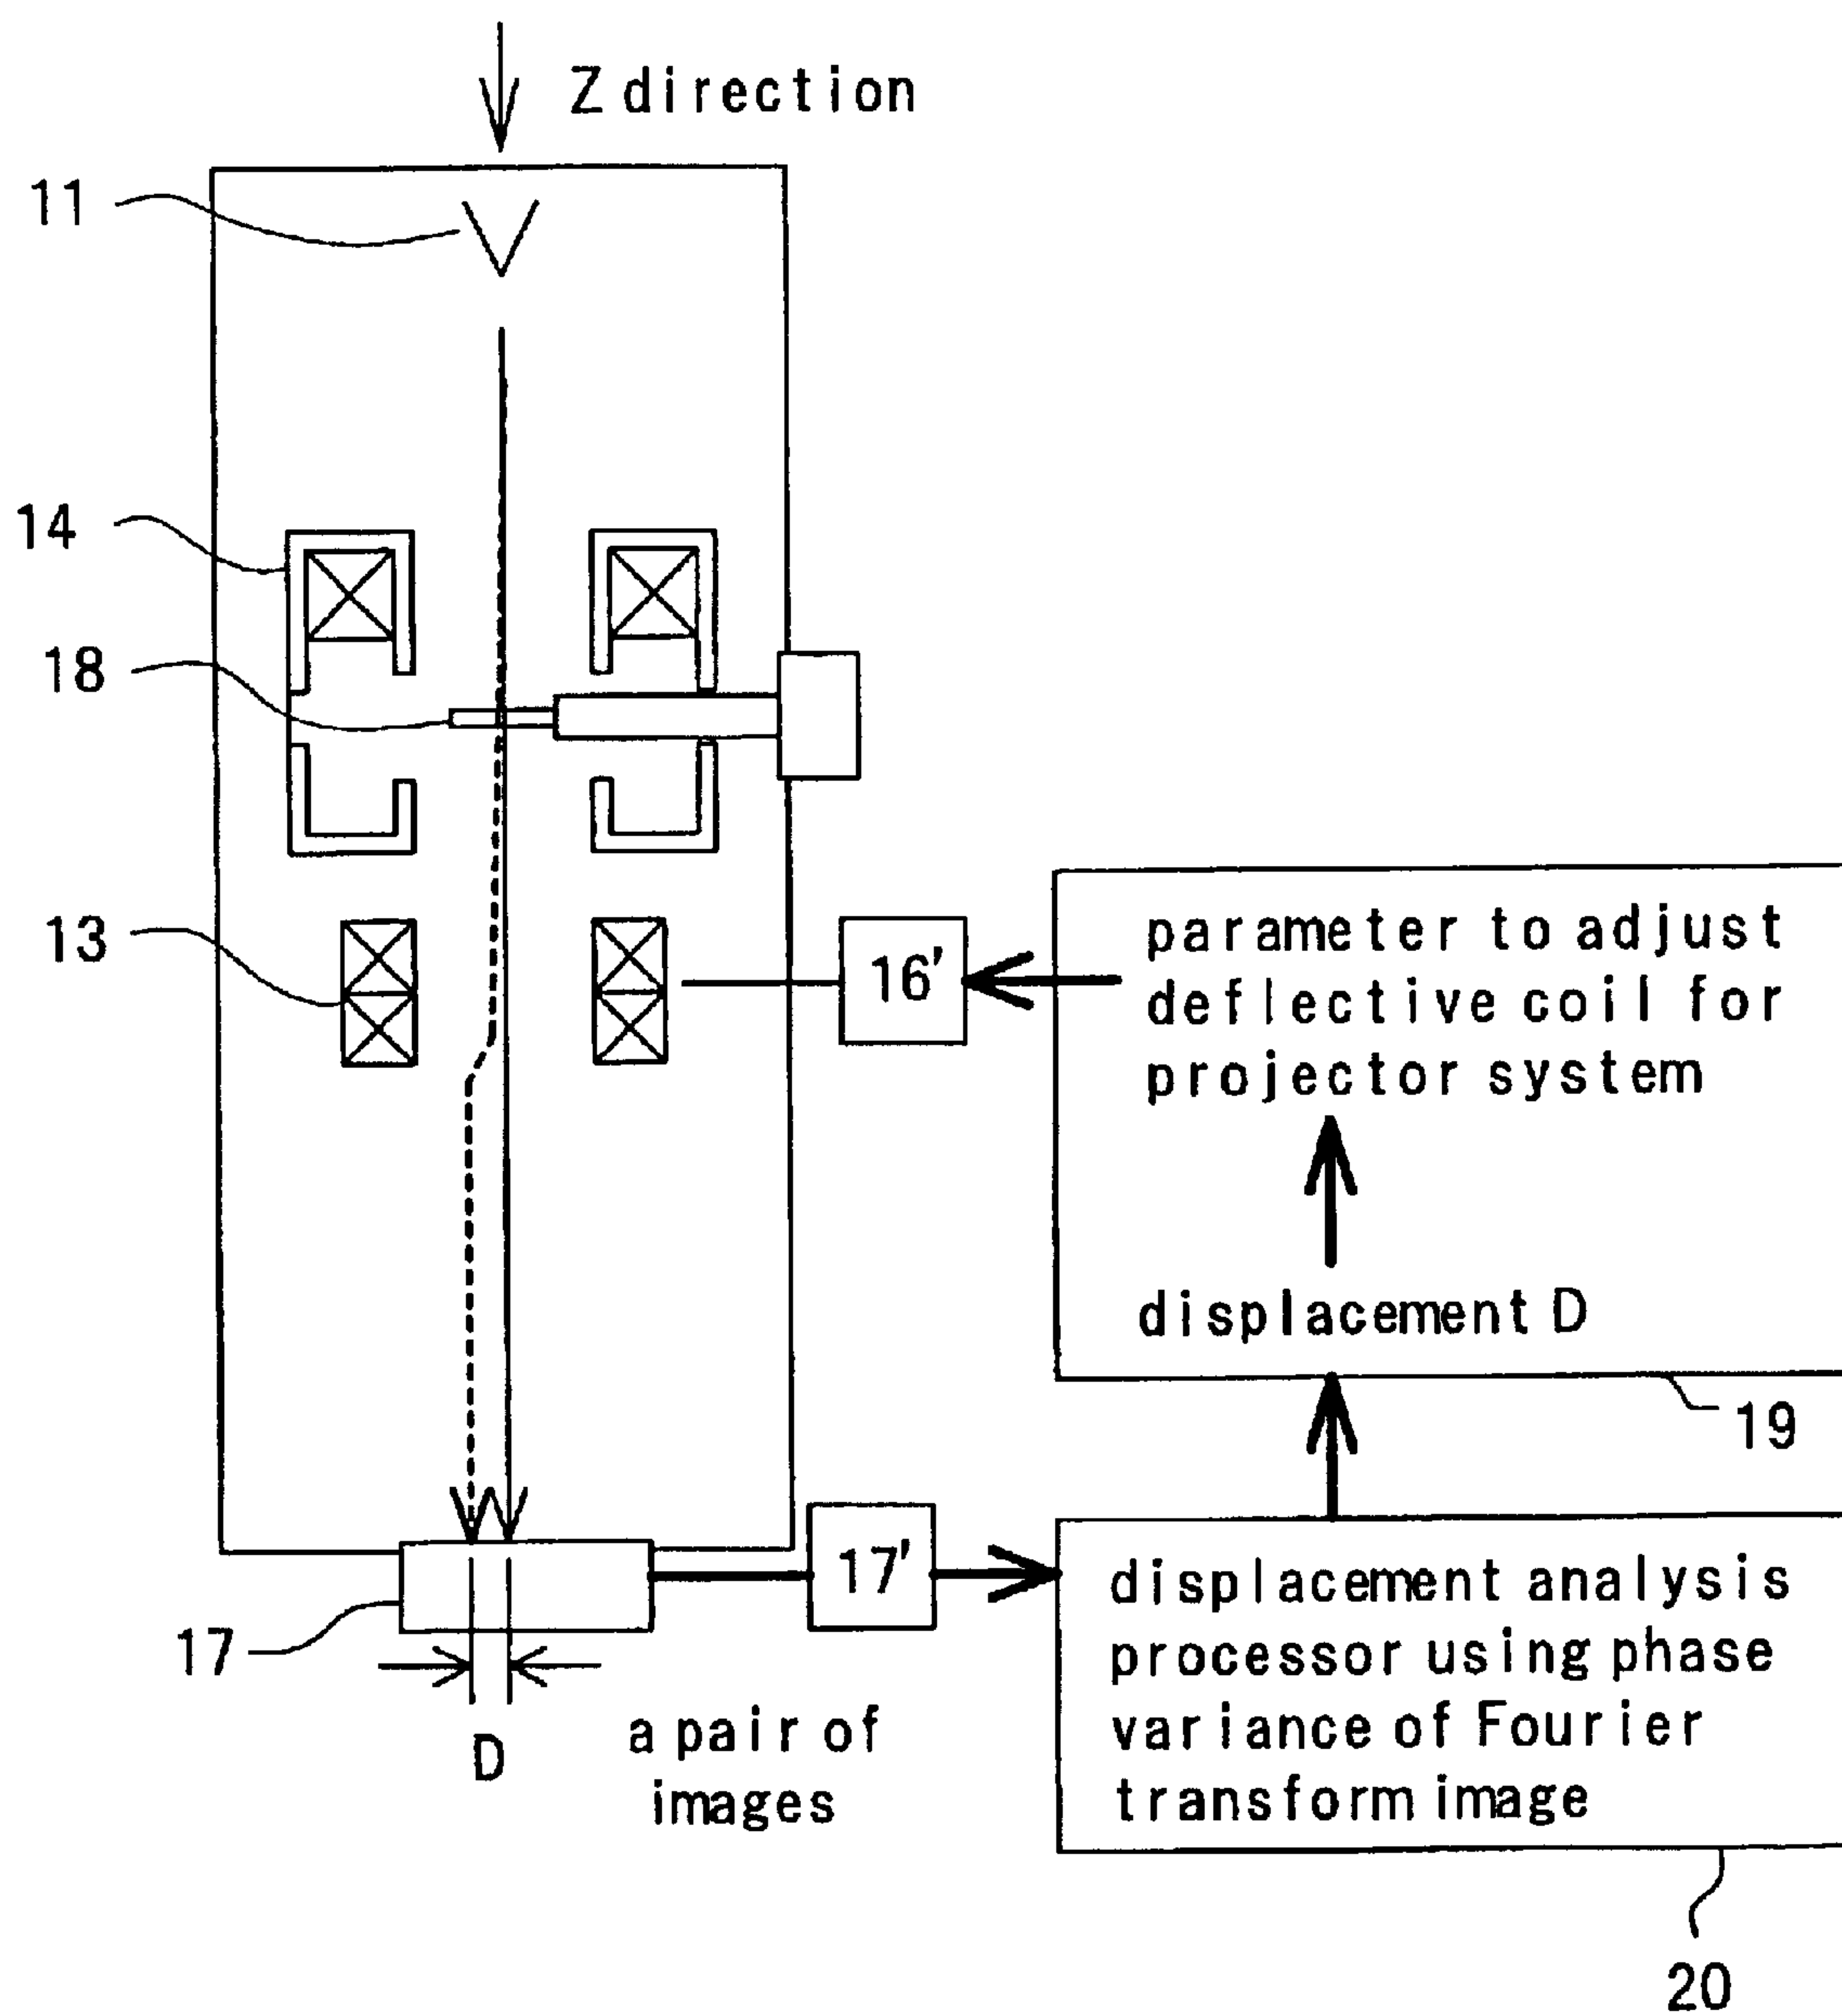 Z direction
11
14
18
13
16'
parameter to adjust
deflective coil for
projector system
displacement D
19
17
17'
D
a pair of
images
displacement analysis
processor using phase
variance of Fourier
transform image
20